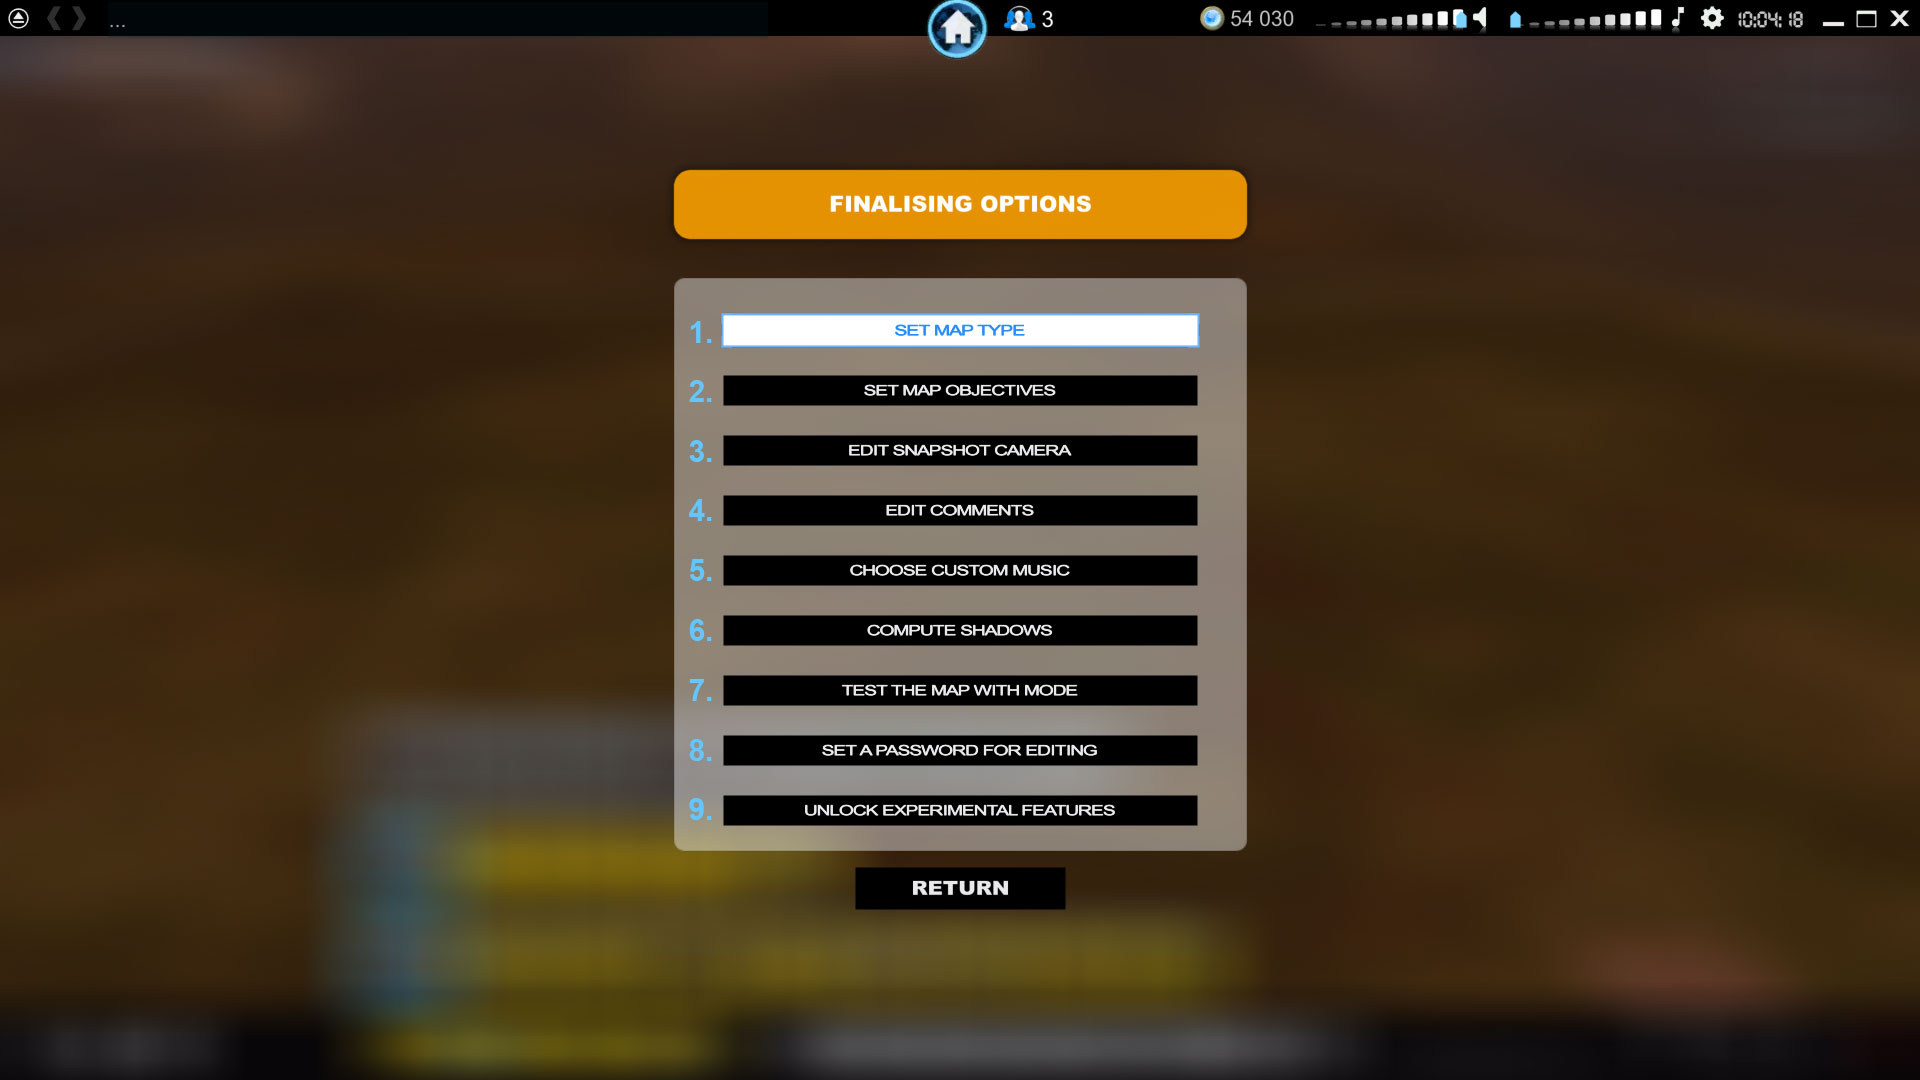 ...
3
54 030
10:04:18
FINALISING OPTIONS
1. SET MAP TYPE
2. SET MAP OBJECTIVES
3. EDIT SNAPSHOT CAMERA
4. EDIT COMMENTS
5. CHOOSE CUSTOM MUSIC
6. COMPUTE SHADOWS
7. TEST THE MAP WITH MODE
8. SET A PASSWORD FOR EDITING
9. UNLOCK EXPERIMENTAL FEATURES
RETURN